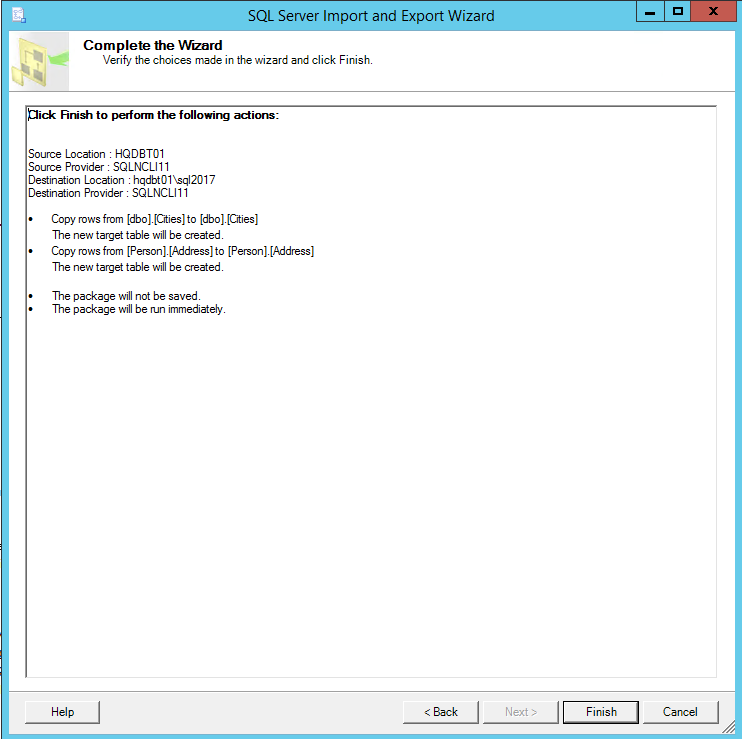 SQL Server Import and Export Wizard
Complete the Wizard
Verify the choices made in the wizard and click Finish.
Click Finish to perform the following actions:
Source Location : HQDBT01
Source Provider : SQLNCLI11
Destination Location : hqdbt01\sql2017
Destination Provider : SQLNCLI11
• Copy rows from [dbo].[Cities] to [dbo].[Cities]
The new target table will be created.
• Copy rows from [Person].[Address] to [Person].[Address]
The new target table will be created.
• The package will not be saved.
• The package will be run immediately.
Help < Back Next > Finish Cancel